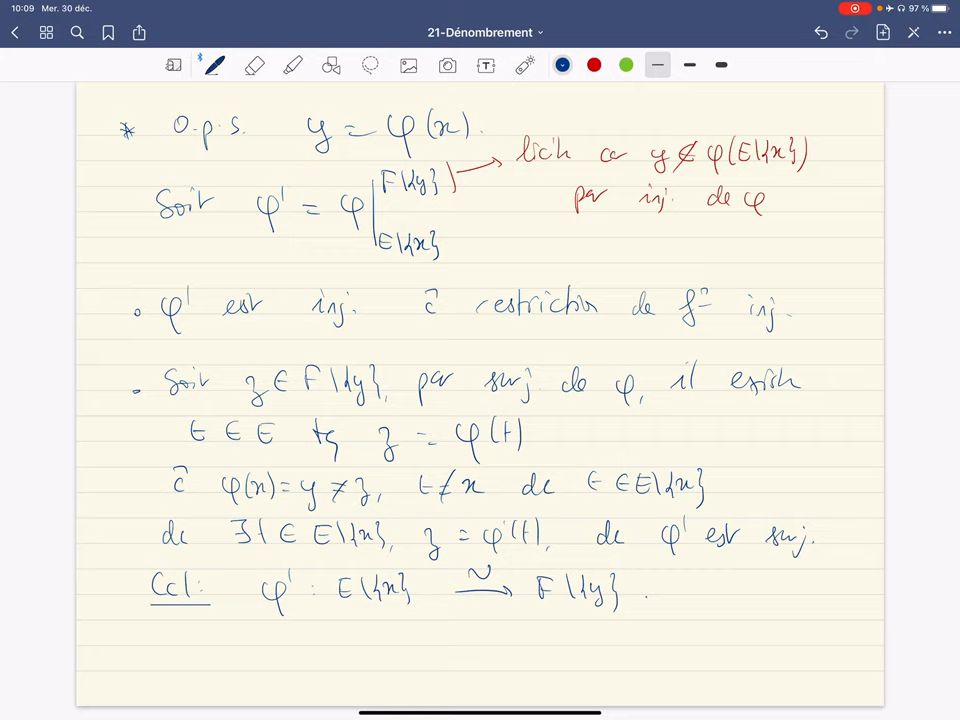 10:09 Mer. 30 déc.
97 %
21-Dénombrement
* O.p.s. y = φ(x).
licite car y ∉ φ(E\{x})
par inj. de φ
Soit φ' = φ |_{E\{x}}^{F\{y}}
• φ' est inj. ĉ restriction de f° inj.
• Soit z ∈ F\{y}, par surj. de φ, il existe
t ∈ E tq z = φ(t)
ĉ φ(x) = y ≠ z, t ≠ x dc t ∈ E\{x}
dc ∃t ∈ E\{x}, z = φ'(t), dc φ' est surj.
Ccl: φ' : E\{x} ⥲ F\{y}.